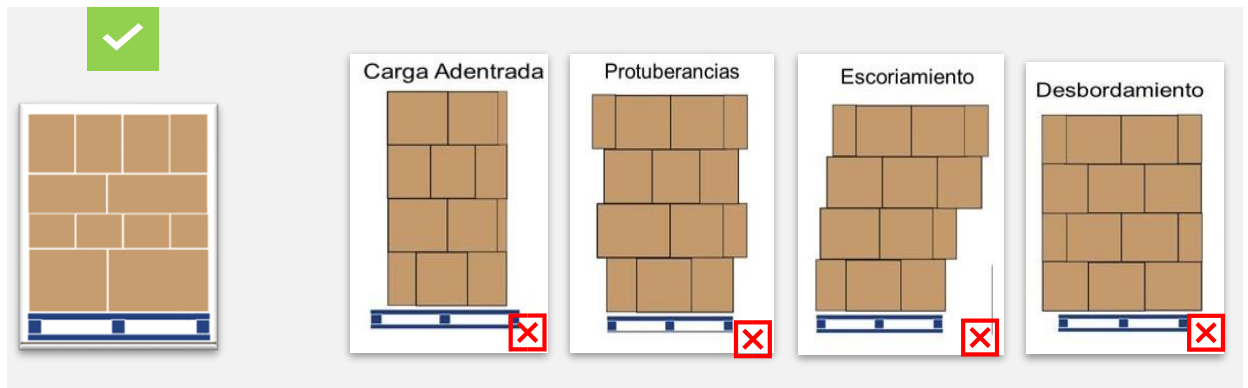 Carga Adentrada
Protuberancias
Escoriamiento
Desbordamiento